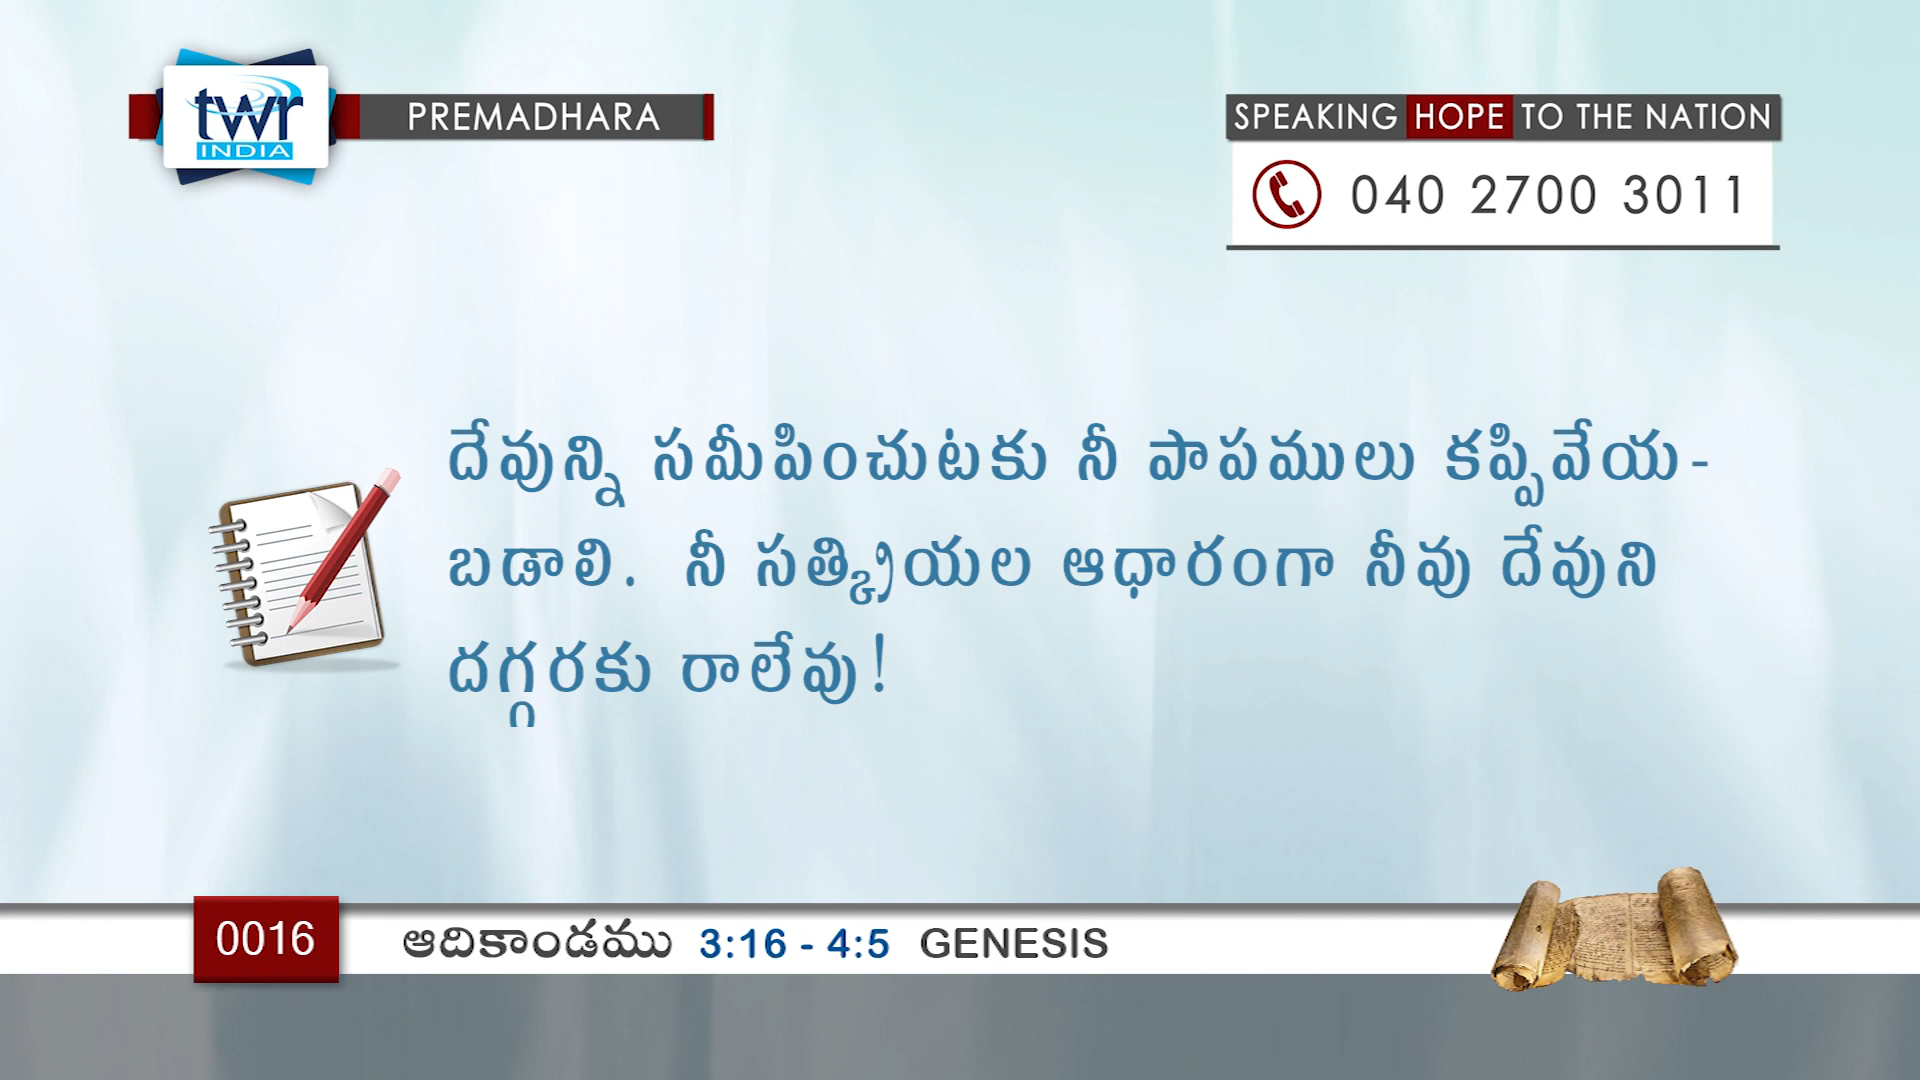 twr
INDIA
PREMADHARA
SPEAKING HOPE TO THE NATION
040 2700 3011
దేవున్ని సమీపించుటకు నీ పాపములు కప్పివేయ-
బడాలి. నీ సత్క్రియల ఆధారంగా నీవు దేవుని
దగ్గరకు రాలేవు!
0016
ఆదికాండము 3:16 - 4:5 GENESIS